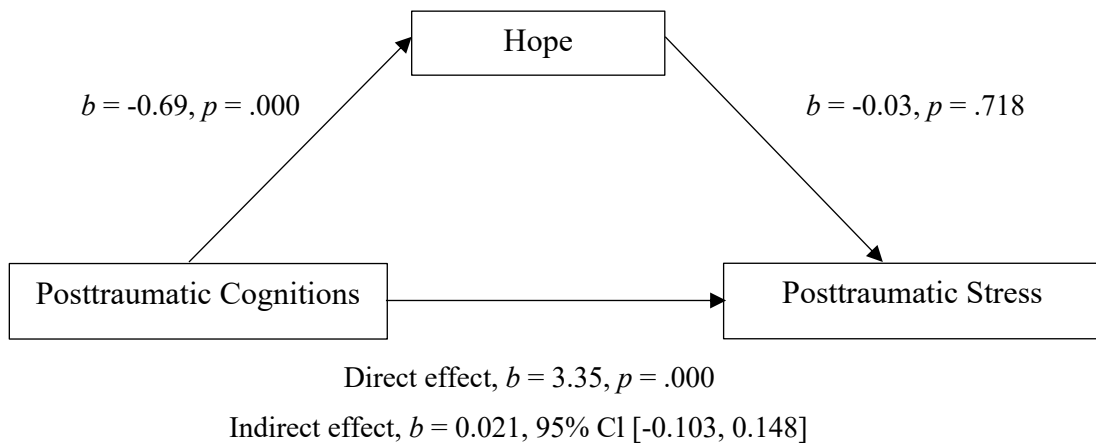 Hope
b = -0.69, p = .000
b = -0.03, p = .718
Posttraumatic Cognitions
Posttraumatic Stress
Direct effect, b = 3.35, p = .000
Indirect effect, b = 0.021, 95% Cl [-0.103, 0.148]